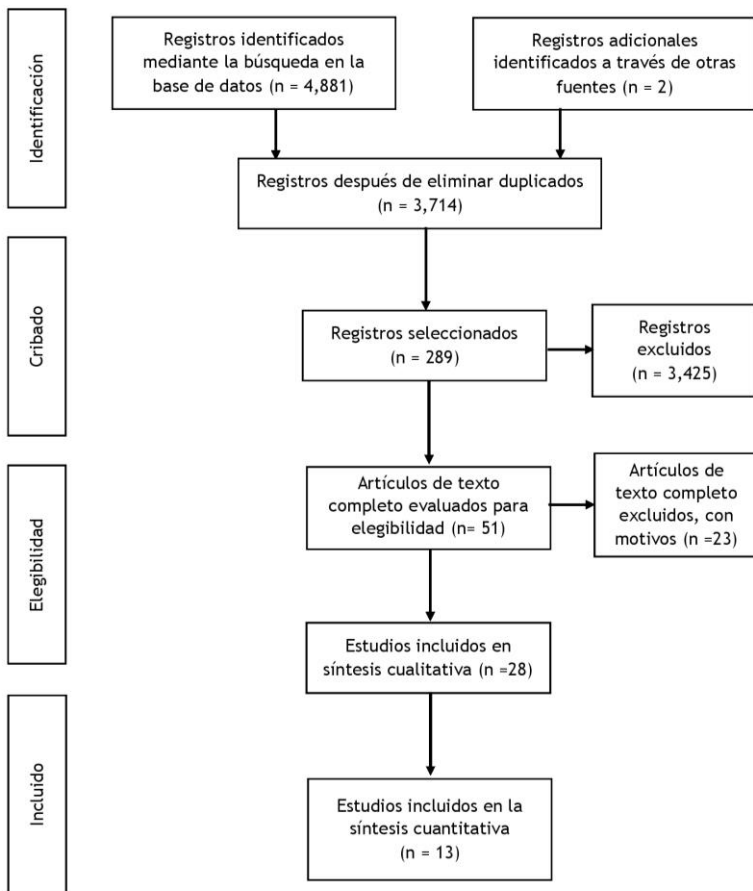 Identificación
Registros identificados
mediante la búsqueda en la
base de datos (n = 4,881)
Registros adicionales
identificados a través de otras
fuentes (n = 2)
Registros después de eliminar duplicados
(n = 3,714)
Cribado
Registros seleccionados
(n = 289)
Registros
excluidos
(n = 3,425)
Elegibilidad
Artículos de texto
completo evaluados para
elegibilidad (n= 51)
Artículos de
texto completo
excluidos, con
motivos (n =23)
Estudios incluidos en
síntesis cualitativa (n =28)
Incluido
Estudios incluidos en la
síntesis cuantitativa
(n = 13)